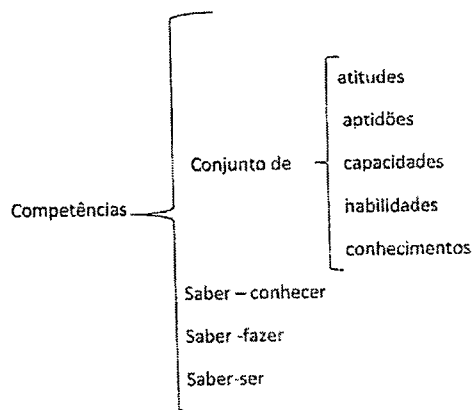 atitudes
aptidões
Conjunto de
capacidades
Competências
habilidades
conhecimentos
Saber – conhecer
Saber -fazer
Saber-ser